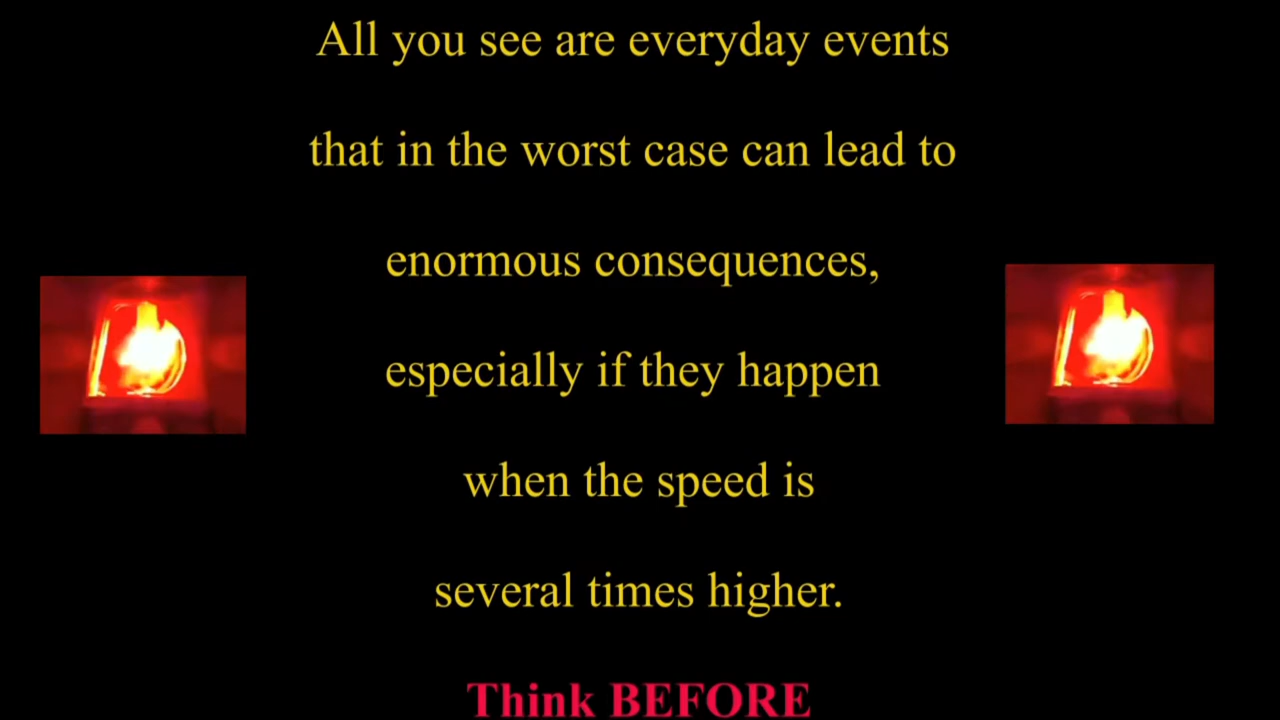 All you see are everyday events
that in the worst case can lead to
enormous consequences,
especially if they happen
when the speed is
several times higher.
Think BEFORE